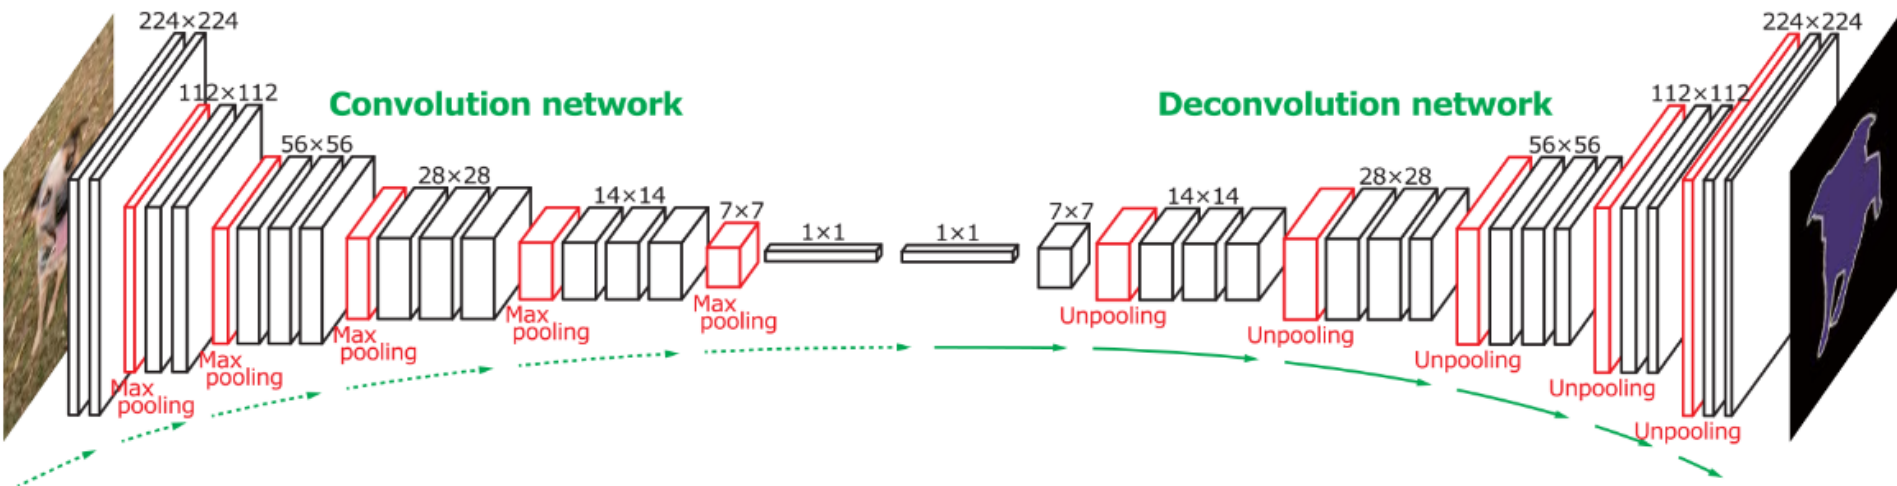 224×224
112×112
Convolution network
56×56
28×28
14×14
7×7
1×1
1×1
7×7
14×14
28×28
Deconvolution network
56×56
112×112
224×224
Max
pooling
Max
pooling
Max
pooling
Max
pooling
Max
pooling
Unpooling
Unpooling
Unpooling
Unpooling
Unpooling